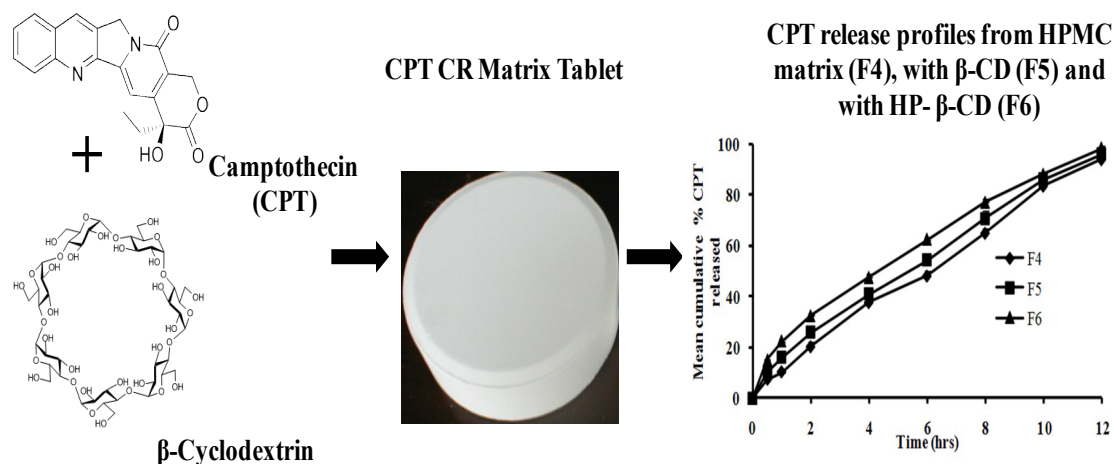 O
N
N
O
O
HO
O
+
Camptothecin
(CPT)
β-Cyclodextrin
CPT CR Matrix Tablet
CPT release profiles from HPMC
matrix (F4), with β-CD (F5) and
with HP- β-CD (F6)
Mean cumulative % CPT
released
100
80
60
40
20
0
F4
F5
F6
0 2 4 6 8 10 12
Time (hrs)